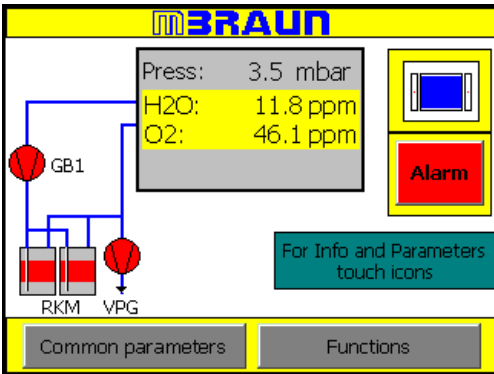 MBRAUN
Press: 3.5 mbar
H2O: 11.8 ppm
O2: 46.1 ppm
GB1
Alarm
For Info and Parameters
touch icons
RKM VPG
Common parameters Functions